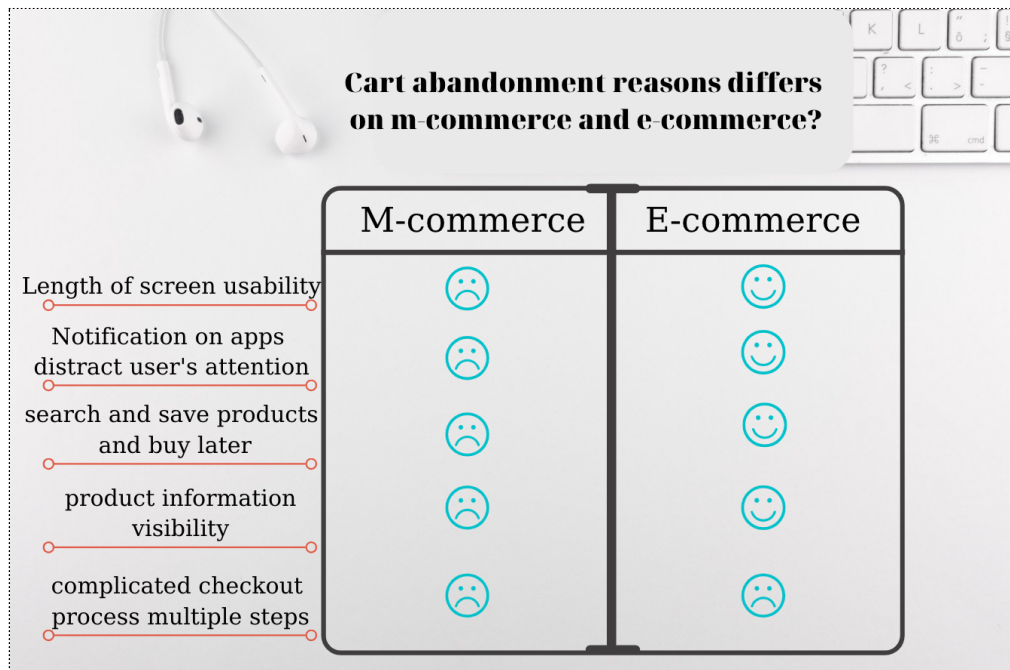 Cart abandonment reasons differs
on m-commerce and e-commerce?
K
L
M-commerce
E-commerce
Length of screen usability
Notification on apps
distract user's attention
search and save products
and buy later
product information
visibility
complicated checkout
process multiple steps
cmd